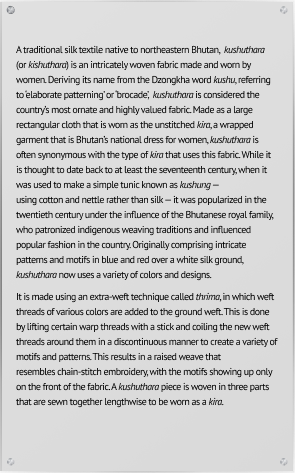 A traditional silk textile native to northeastern Bhutan, kushuthara
(or kishuthara) is an intricately woven fabric made and worn by
women. Deriving its name from the Dzongkha word kushu, referring
to ‘elaborate patterning’ or ‘brocade’, kushuthara is considered the
country’s most ornate and highly valued fabric. Made as a large
rectangular cloth that is worn as the unstitched kira, a wrapped
garment that is Bhutan’s national dress for women, kushuthara is
often synonymous with the type of kira that uses this fabric. While it
is thought to date back to at least the seventeenth century, when it
was used to make a simple tunic known as kushung —
using cotton and nettle rather than silk — it was popularized in the
twentieth century under the influence of the Bhutanese royal family,
who patronized indigenous weaving traditions and influenced
popular fashion in the country. Originally comprising intricate
patterns and motifs in blue and red over a white silk ground,
kushuthara now uses a variety of colors and designs.
It is made using an extra-weft technique called thrima, in which weft
threads of various colors are added to the ground weft. This is done
by lifting certain warp threads with a stick and coiling the new weft
threads around them in a discontinuous manner to create a variety of
motifs and patterns. This results in a raised weave that
resembles chain-stitch embroidery, with the motifs showing up only
on the front of the fabric. A kushuthara piece is woven in three parts
that are sewn together lengthwise to be worn as a kira.